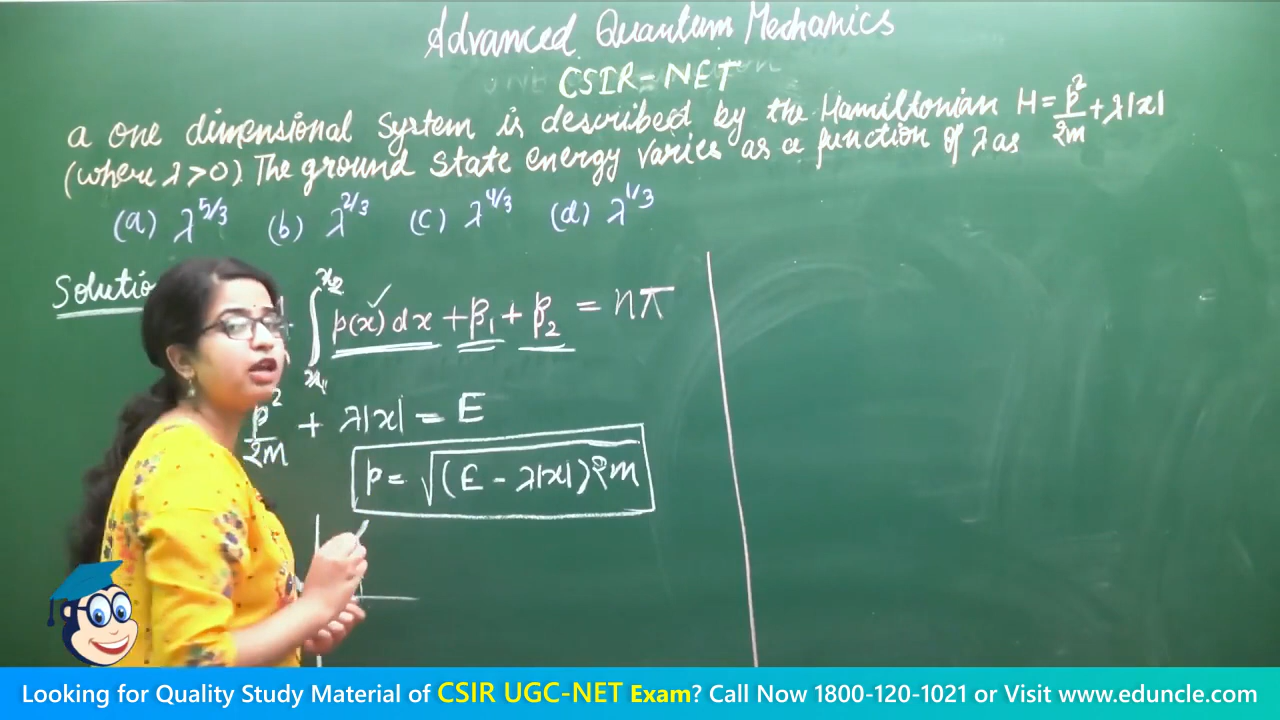 Advanced Quantum Mechanics
CSIR-NET
a one dimensional system is described by the Hamiltonian H = p²/2m + λ|x|
(where λ > 0). The ground state energy varies as a function of λ as
(a) λ^5/3 (b) λ^2/3 (c) λ^4/3 (d) λ^1/3
Solutio
∫ x₁ x₂ p(x) dx + β₁ + β₂ = nπ
p²/2m + λ|x| = E
p = √(E - λ|x|)2m
Looking for Quality Study Material of CSIR UGC-NET Exam? Call Now 1800-120-1021 or Visit www.eduncle.com